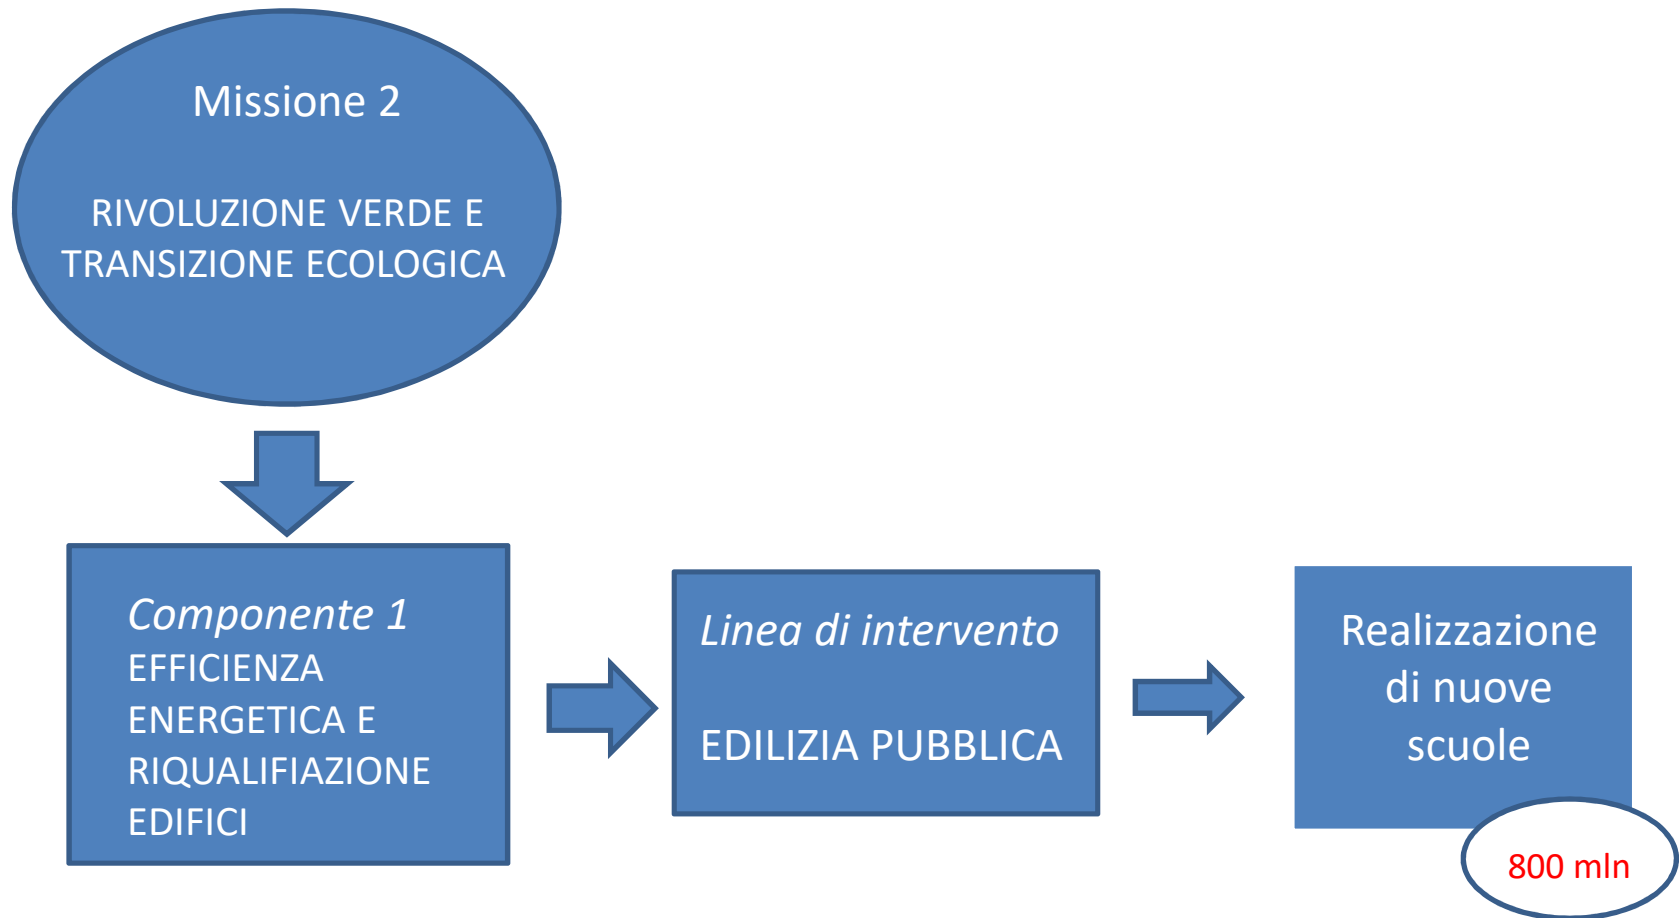 Missione 2
RIVOLUZIONE VERDE E
TRANSIZIONE ECOLOGICA
Componente 1
EFFICIENZA
ENERGETICA E
RIQUALIFIAZIONE
EDIFICI
Linea di intervento
EDILIZIA PUBBLICA
Realizzazione
di nuove
scuole
800 mln